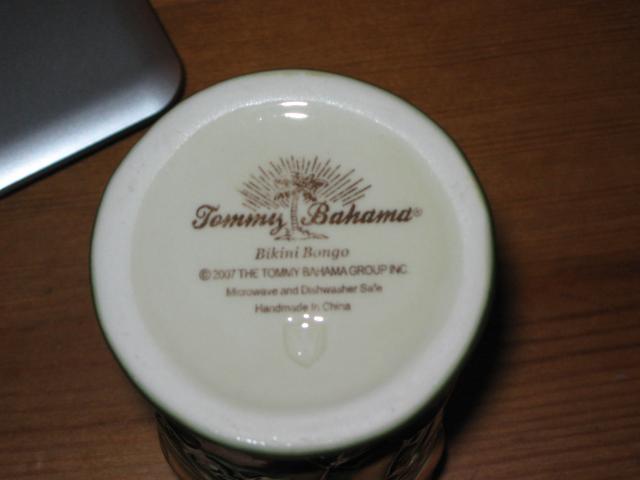 Tommy Bahama®
Bikini Bongo
©2007 THE TOMMY BAHAMA GROUP INC.
Microwave and Dishwasher Safe
Handmade In China